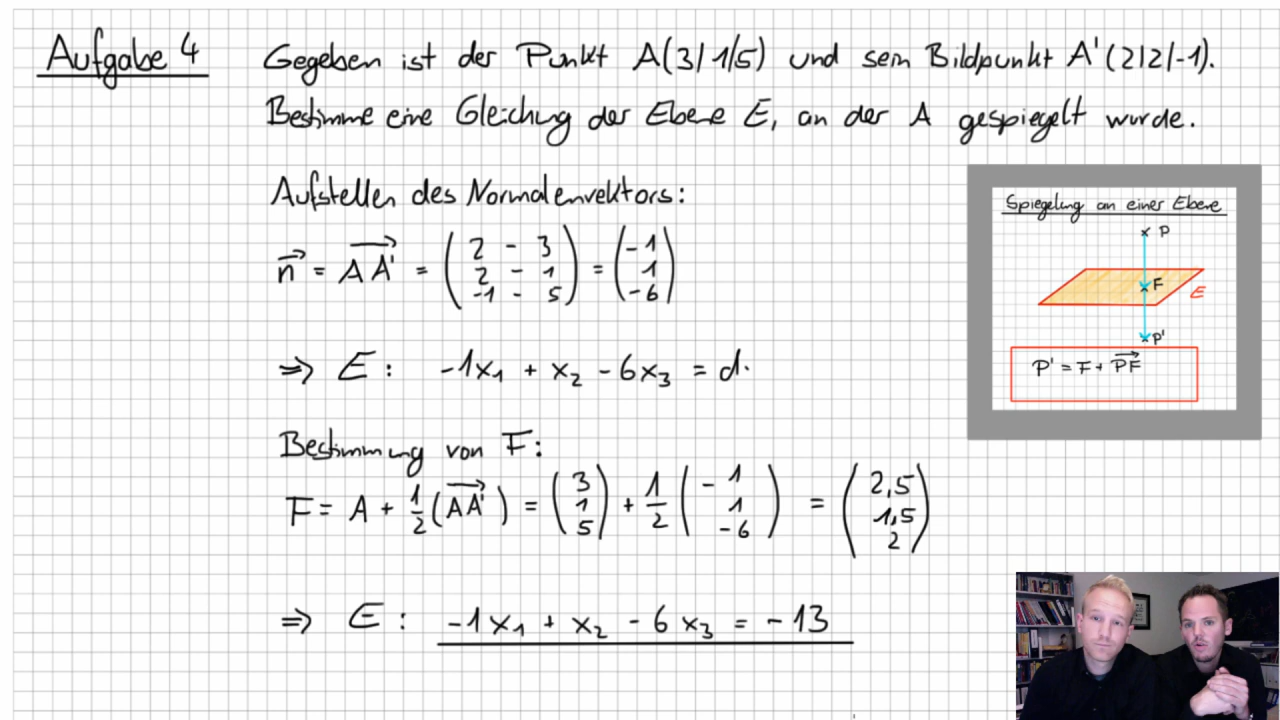 Aufgabe 4
Gegeben ist der Punkt A(3/1/5) und sein Bildpunkt A'(2/2/-1).
Bestimme eine Gleichung der Ebene E, an der A gespiegelt wurde.
Aufstellen des Normalenvektors:
n⃗ = AA'⃗ = (2 - 3, 2 - 1, -1 - 5) = (-1, 1, -6)
⇒ E: -1x₁ + x₂ - 6x₃ = d.
Bestimmung von F:
F = A + 1/2 (AA'⃗) = (3, 1, 5) + 1/2 (-1, 1, -6) = (2,5, 1,5, 2)
⇒ E: -1x₁ + x₂ - 6x₃ = -13
Spiegelung an einer Ebene
P
F
E
P'
P' = F + PF⃗